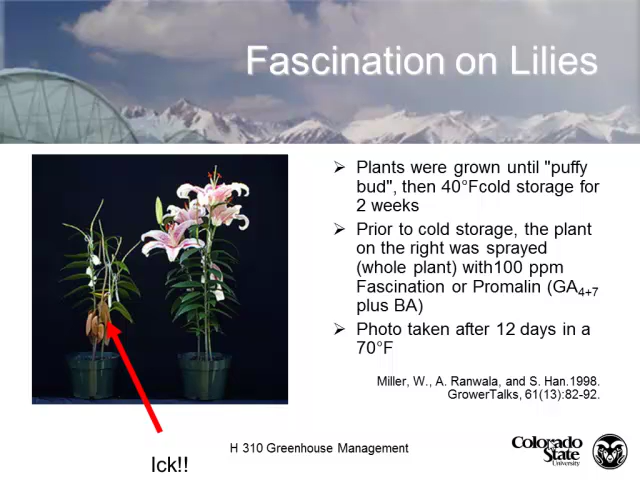 Fascination on Lilies
➢ Plants were grown until "puffy
bud", then 40°Fcold storage for
2 weeks
➢ Prior to cold storage, the plant
on the right was sprayed
(whole plant) with100 ppm
Fascination or Promalin (GA4+7
plus BA)
➢ Photo taken after 12 days in a
70°F
Miller, W., A. Ranwala, and S. Han.1998.
GrowerTalks, 61(13):82-92.
H 310 Greenhouse Management
Ick!!
Colorado
State
University